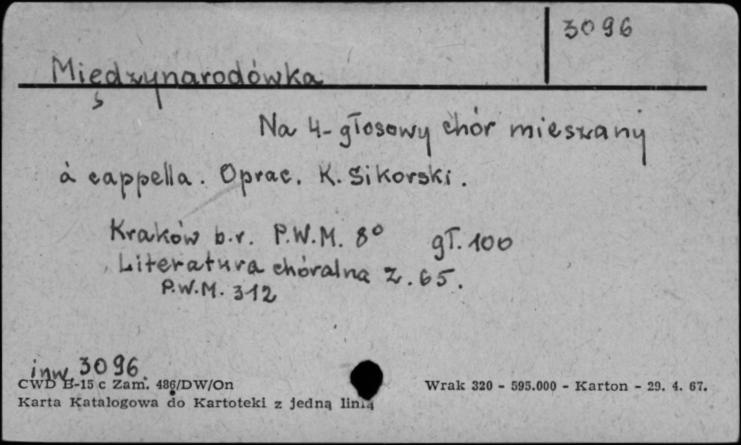 3096
Międzynarodówka
Na 4-głosowy chór mieszany
à cappella. Oprac. K. Sikorski.
Kraków b.r. P.W.M. 8° gł. 100
Literatura chóralna z. 65.
P.W.M. 312
inw 3096.
CWD B-15 c Zam. 486/DW/On Wrak 320 - 595.000 - Karton - 29. 4. 67.
Karta Katalogowa do Kartoteki z jedną linią